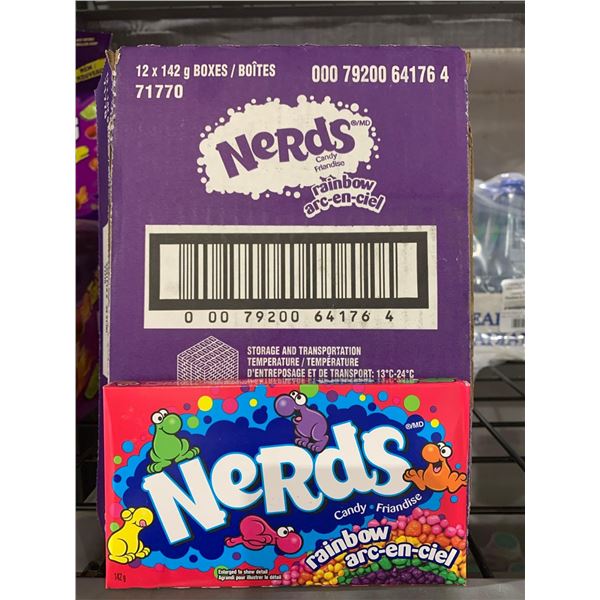 12 x 142 g BOXES / BOÎTES
000 79200 64176 4
71770
NeRdS®/MD
Candy
Friandise
rainbow
arc-en-ciel
0 00 79200 64176 4
STORAGE AND TRANSPORTATION
TEMPERATURE / TEMPÉRATURE
D'ENTREPOSAGE ET DE TRANSPORT: 13°C-24°C
NeRdS®/MD
Candy · Friandise
rainbow
arc-en-ciel
142 g
Enlarged to show detail
Agrandi pour illustrer le détail